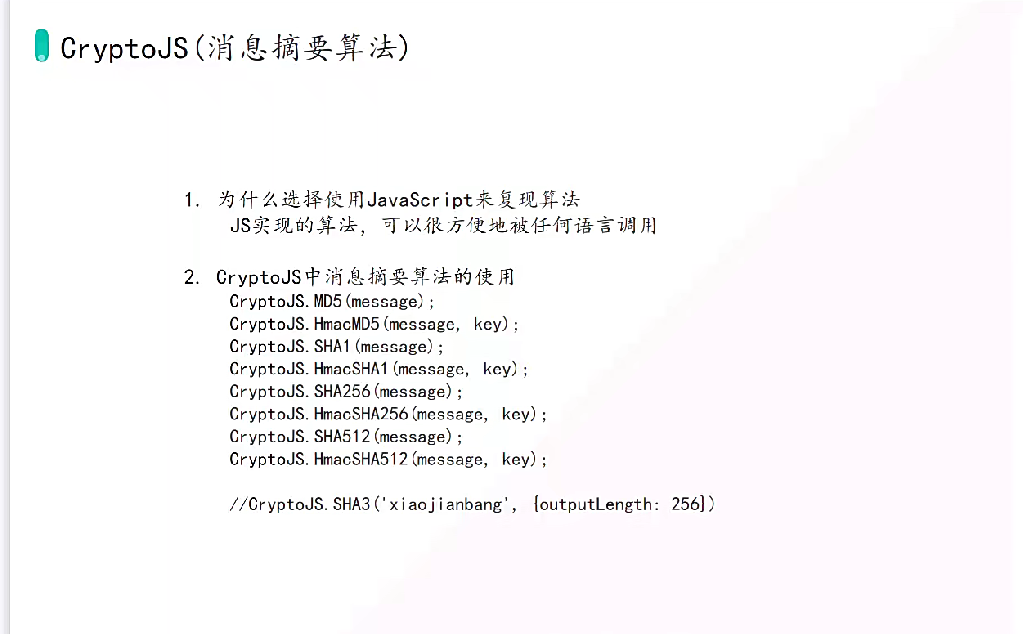 CryptoJS(消息摘要算法)
1. 为什么选择使用JavaScript来复现算法
JS实现的算法，可以很方便地被任何语言调用
2. CryptoJS中消息摘要算法的使用
CryptoJS.MD5(message);
CryptoJS.HmacMD5(message, key);
CryptoJS.SHA1(message);
CryptoJS.HmacSHA1(message, key);
CryptoJS.SHA256(message);
CryptoJS.HmacSHA256(message, key);
CryptoJS.SHA512(message);
CryptoJS.HmacSHA512(message, key);
//CryptoJS.SHA3('xiaojianbang', {outputLength: 256})